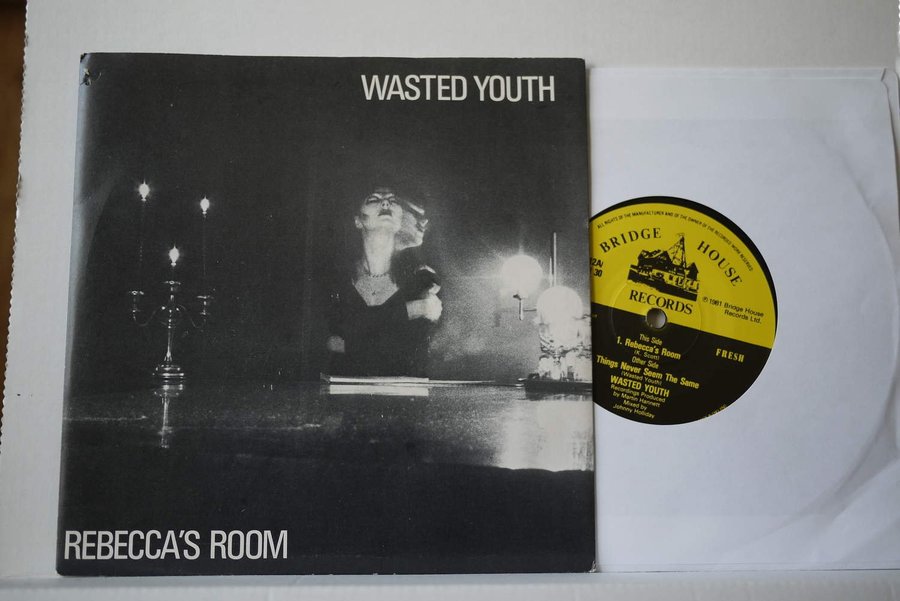 WASTED YOUTH
REBECCA'S ROOM
ALL RIGHTS OF THE MANUFACTURER AND OF THE OWNER OF THE RECORDED WORK RESERVED
BRIDGE HOUSE
RECORDS
30
℗ 1981 Bridge House
Records Ltd.
FRESH
This Side
1. Rebecca's Room
(K. Scott)
Other Side
Things Never Seem The Same
(Wasted Youth)
WASTED YOUTH
Recordings Produced
by Martin Hannett
Mixed by
Johnny Holliday